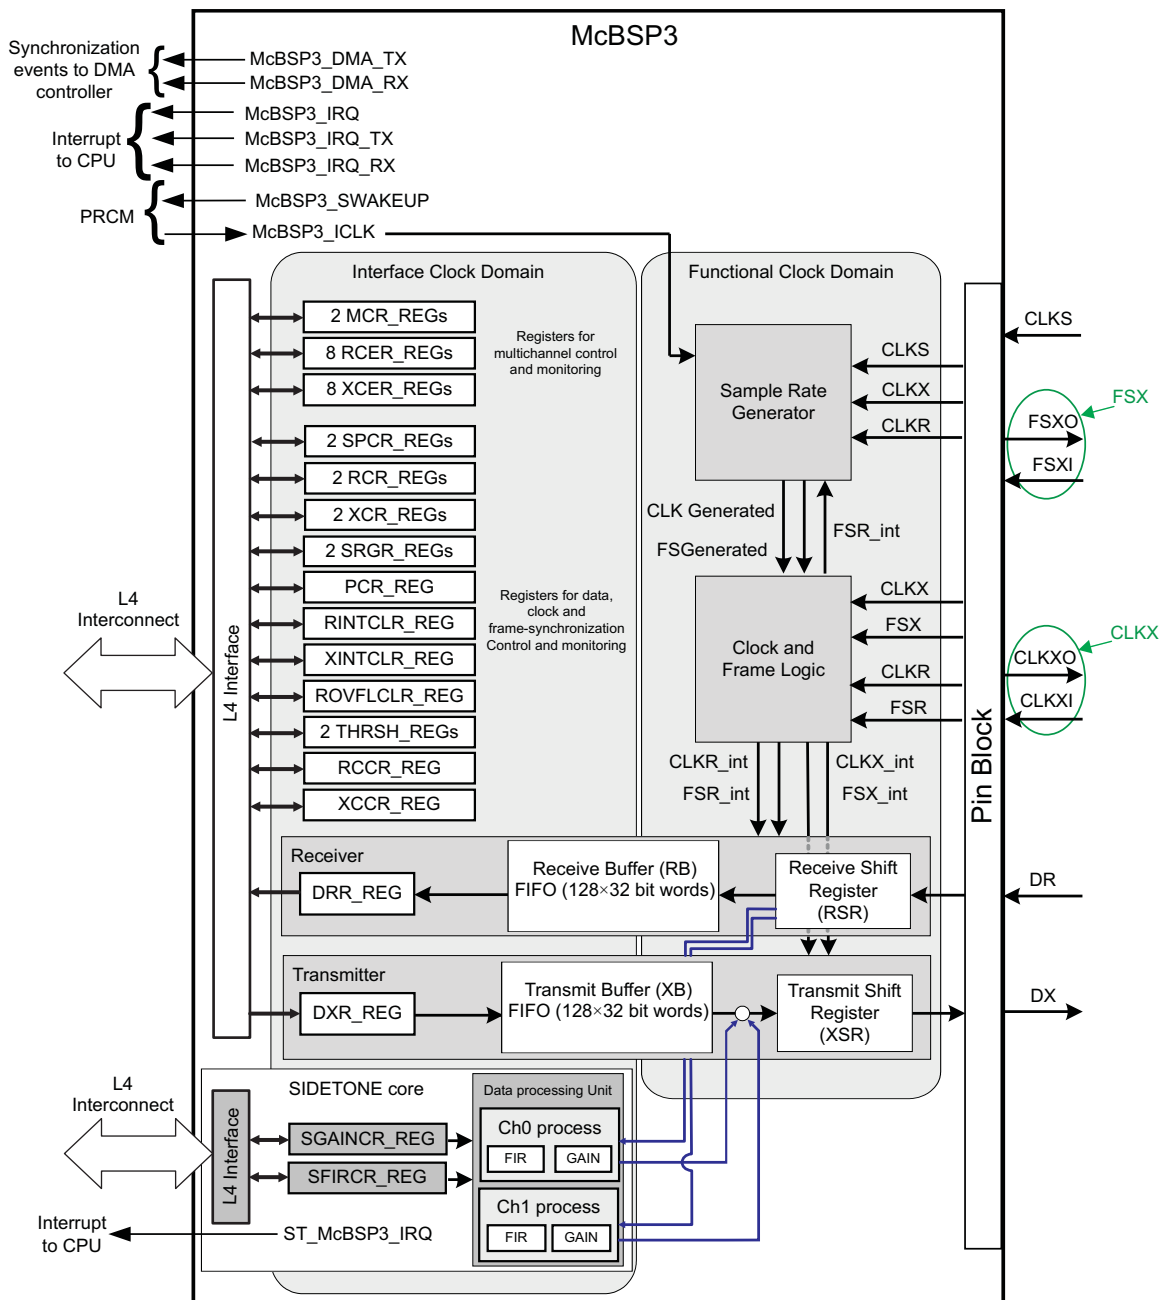 McBSP3
Synchronization
events to DMA
controller
McBSP3_DMA_TX
McBSP3_DMA_RX
Interrupt
to CPU
McBSP3_IRQ
McBSP3_IRQ_TX
McBSP3_IRQ_RX
PRCM
McBSP3_SWAKEUP
McBSP3_ICLK
Interface Clock Domain
Functional Clock Domain
L4 Interface
2 MCR_REGs
8 RCER_REGs
8 XCER_REGs
Registers for
multichannel control
and monitoring
2 SPCR_REGs
2 RCR_REGs
2 XCR_REGs
2 SRGR_REGs
PCR_REG
RINTCLR_REG
XINTCLR_REG
ROVFLCLR_REG
2 THRSH_REGs
RCCR_REG
XCCR_REG
Registers for data,
clock and
frame-synchronization
Control and monitoring
L4
Interconnect
Sample Rate
Generator
CLKS
CLKX
CLKR
CLK Generated
FSGenerated
FSR_int
Clock and
Frame Logic
CLKX
FSX
CLKR
FSR
CLKR_int
FSR_int
CLKX_int
FSX_int
Pin Block
CLKS
FSX
FSXO
FSXI
CLKX
CLKXO
CLKXI
DR
DX
Receiver
DRR_REG
Receive Buffer (RB)
FIFO (128×32 bit words)
Receive Shift
Register
(RSR)
Transmitter
DXR_REG
Transmit Buffer (XB)
FIFO (128×32 bit words)
Transmit Shift
Register
(XSR)
L4
Interconnect
SIDETONE core
L4 Interface
SGAINCR_REG
SFIRCR_REG
Data processing Unit
Ch0 process
FIR
GAIN
Ch1 process
FIR
GAIN
Interrupt
to CPU
ST_McBSP3_IRQ